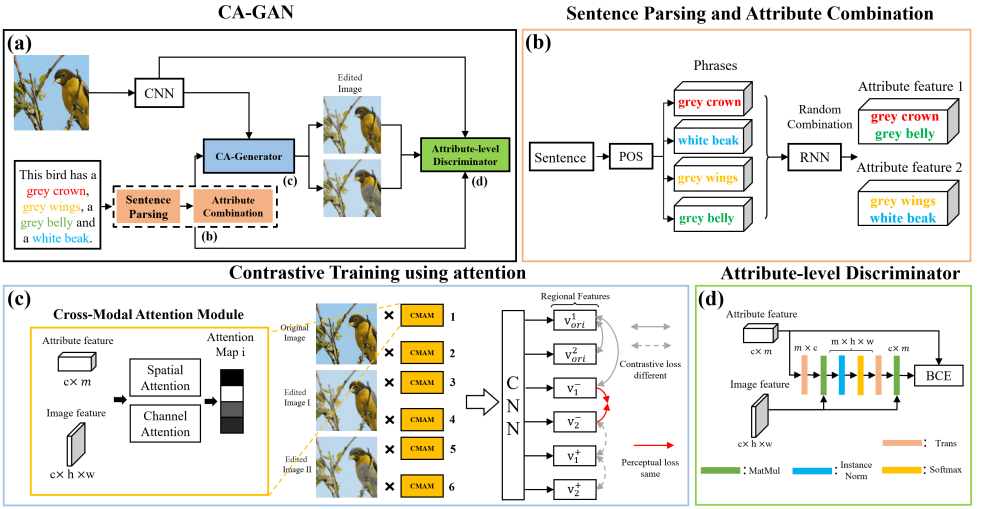 CA-GAN
Sentence Parsing and Attribute Combination
(a)
CNN
Edited
Image
CA-Generator
(c)
Attribute-level
Discriminator
(d)
This bird has a
grey crown,
grey wings, a
grey belly and
a white beak.
Sentence
Parsing
Attribute
Combination
(b)
(b)
Phrases
Sentence
POS
grey crown
white beak
grey wings
grey belly
RNN
Random
Combination
Attribute feature 1
grey crown
grey belly
Attribute feature 2
grey wings
white beak
Contrastive Training using attention
Attribute-level Discriminator
(c)
Cross-Modal Attention Module
Attribute feature
c× m
Image feature
c× h ×w
Spatial
Attention
Channel
Attention
Attention
Map i
Original
Image
Edited
Image I
Edited
Image II
× CMAM 1
× CMAM 2
× CMAM 3
× CMAM 4
× CMAM 5
× CMAM 6
C
N
N
Regional Features
v¹ori
v²ori
v₁⁻
v₂⁻
v₁⁺
v₂⁺
Contrastive loss
different
Perceptual loss
same
(d)
Attribute feature
c× m
Image feature
c× h ×w
m × c
m × h × w
c× m
BCE
: Trans
: MatMul
: Instance
Norm
: Softmax